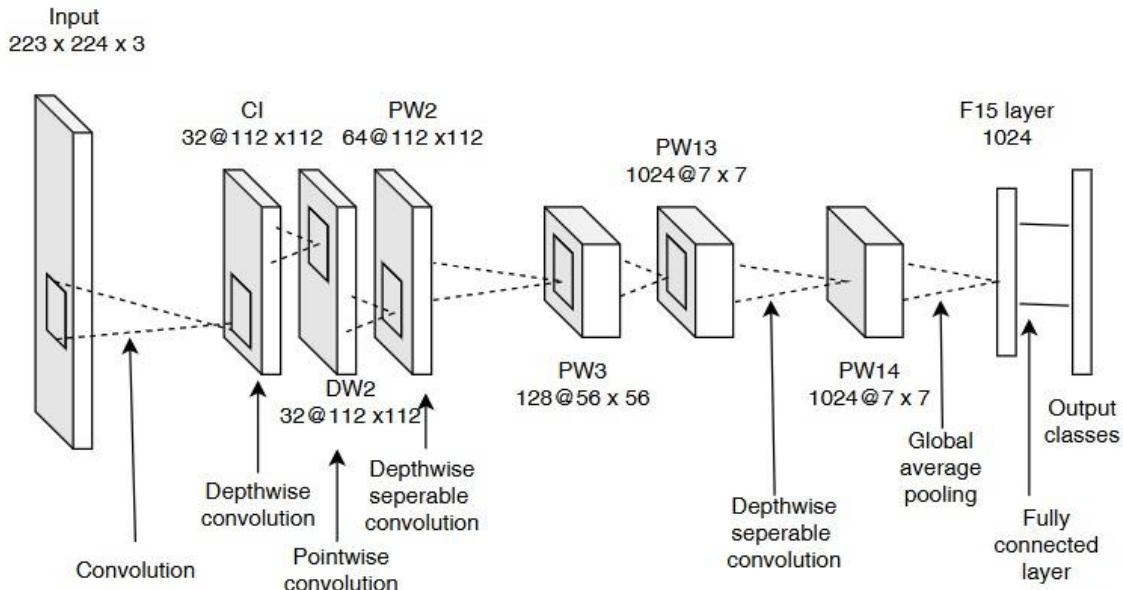 Input
223 x 224 x 3
CI
32@112 x112
PW2
64@112 x112
PW13
1024@7 x 7
F15 layer
1024
DW2
32@112 x112
PW3
128@56 x 56
PW14
1024@7 x 7
Output
classes
Convolution
Depthwise
convolution
Pointwise
convolution
Depthwise
seperable
convolution
Depthwise
seperable
convolution
Global
average
pooling
Fully
connected
layer